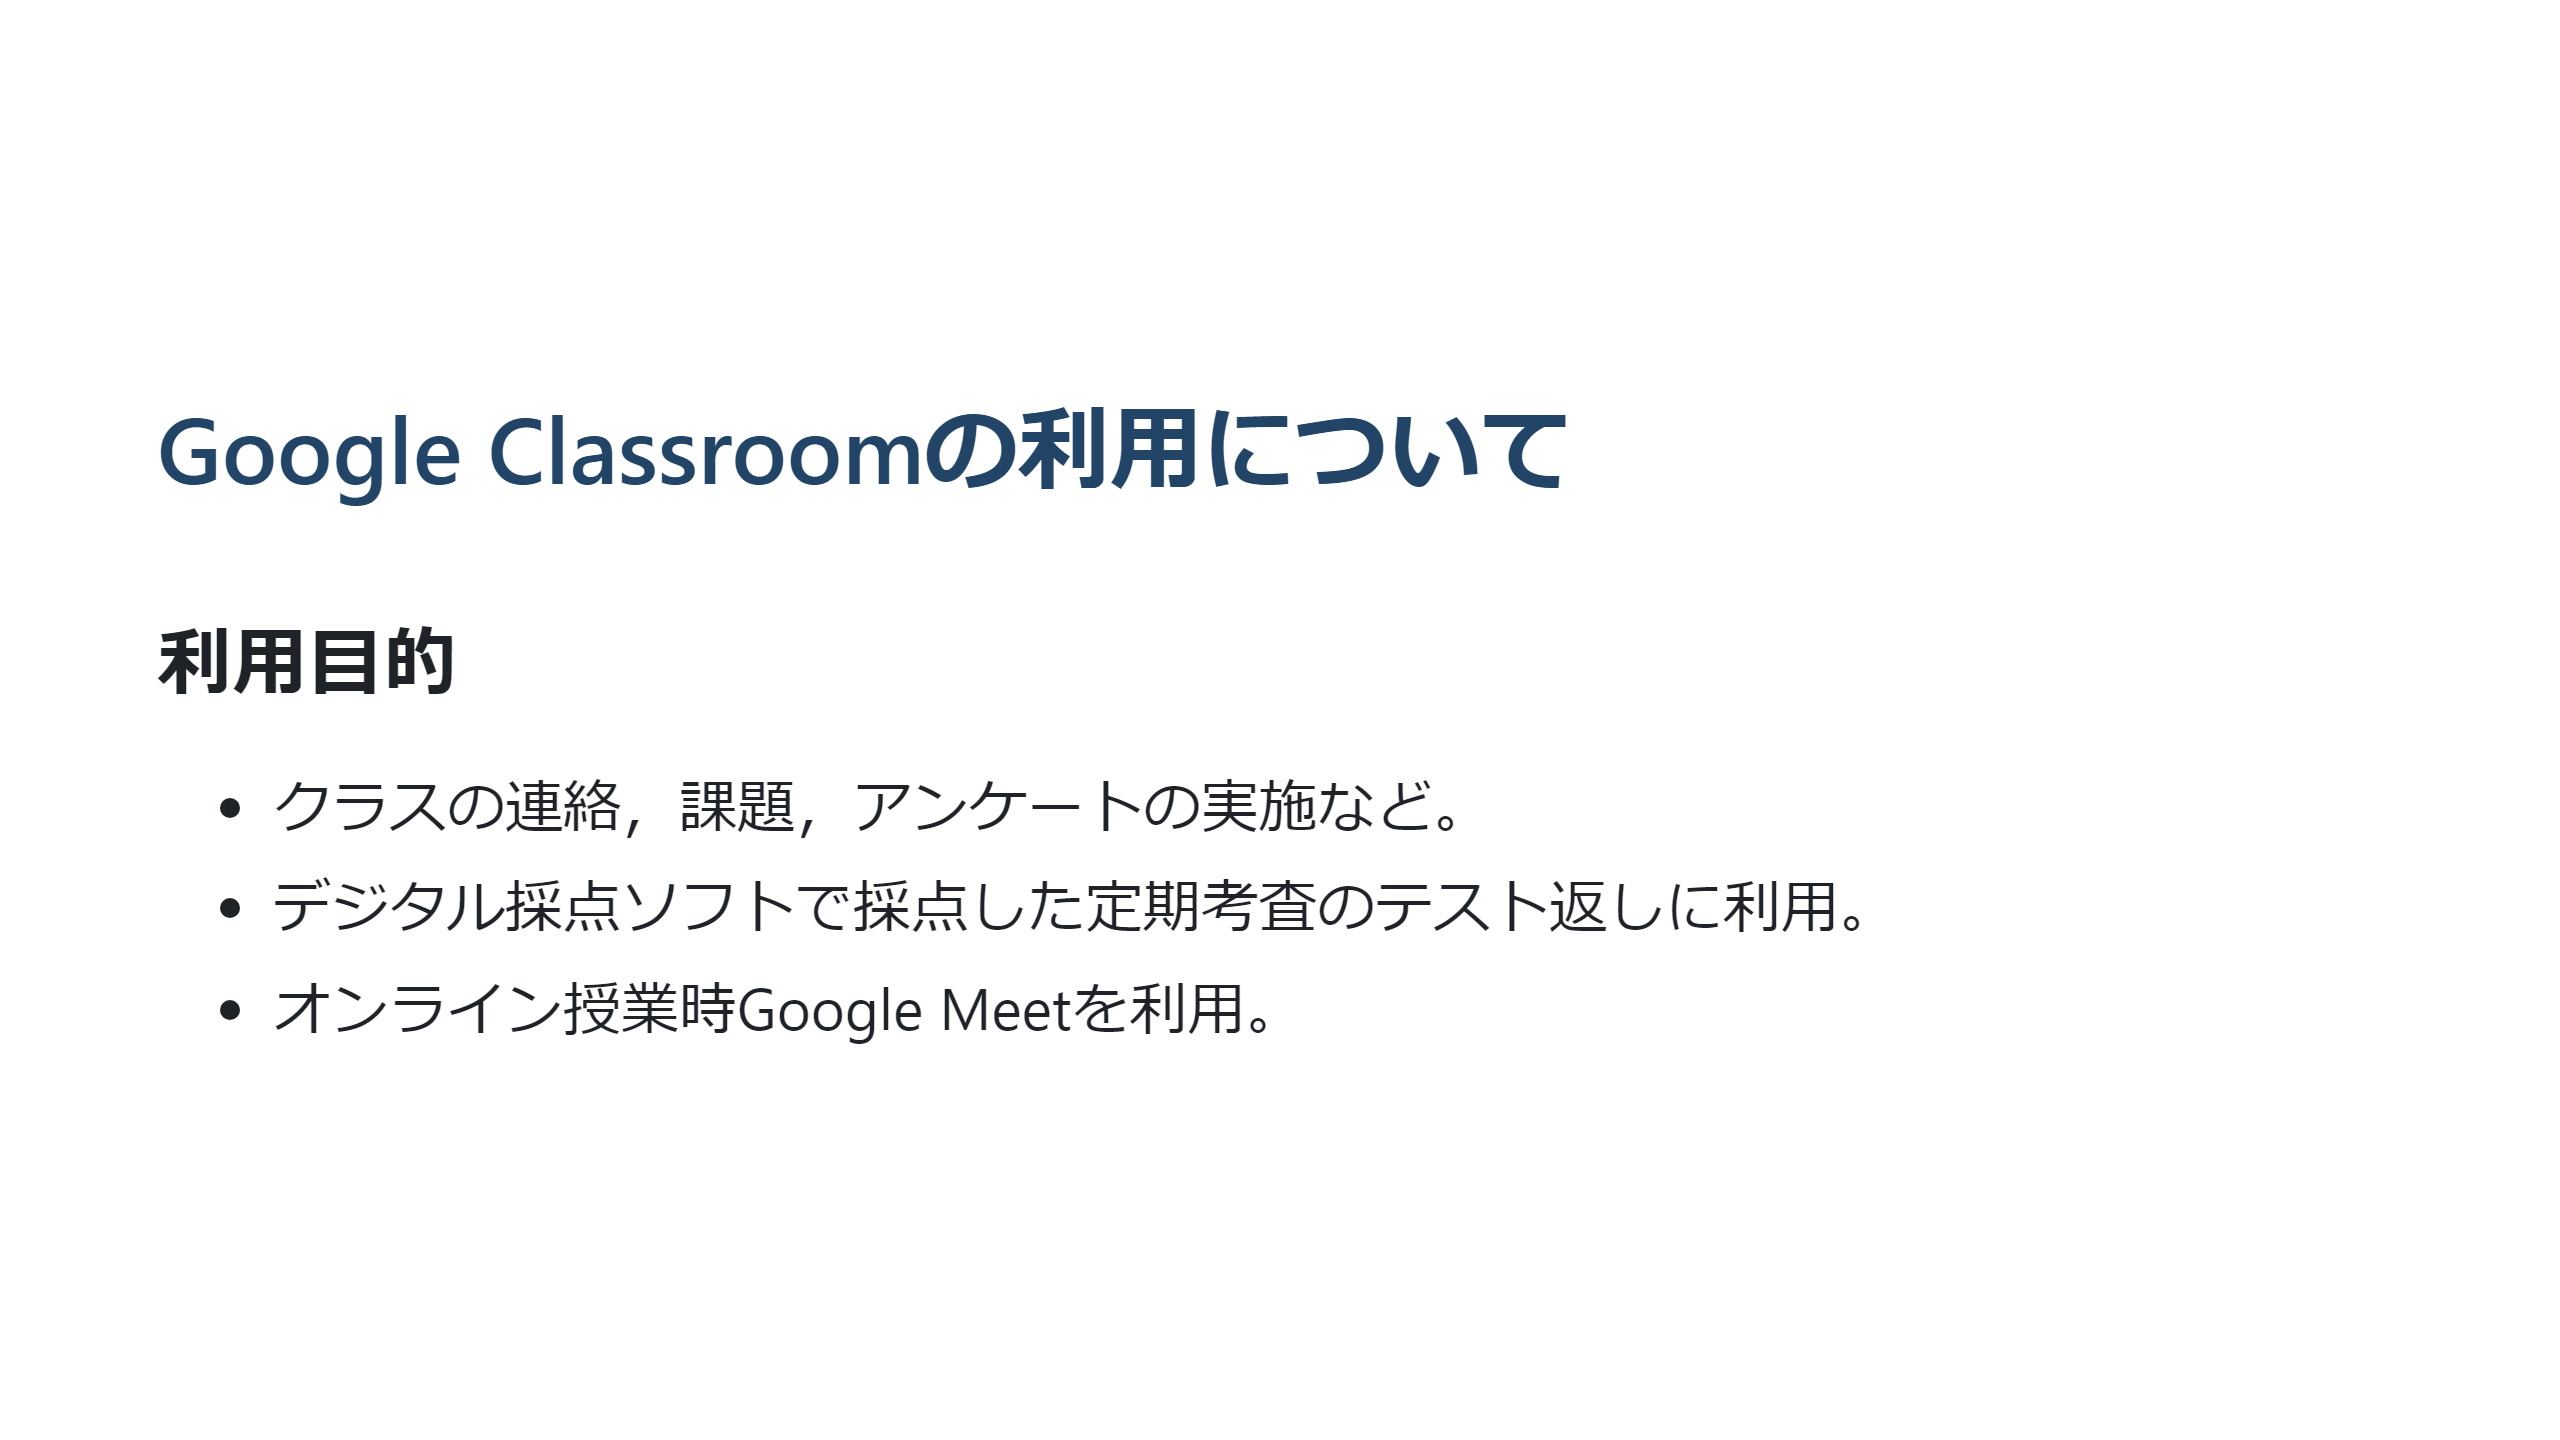 Google Classroomの利用について
利用目的
• クラスの連絡，課題，アンケートの実施など。
• デジタル採点ソフトで採点した定期考査のテスト返しに利用。
• オンライン授業時Google Meetを利用。